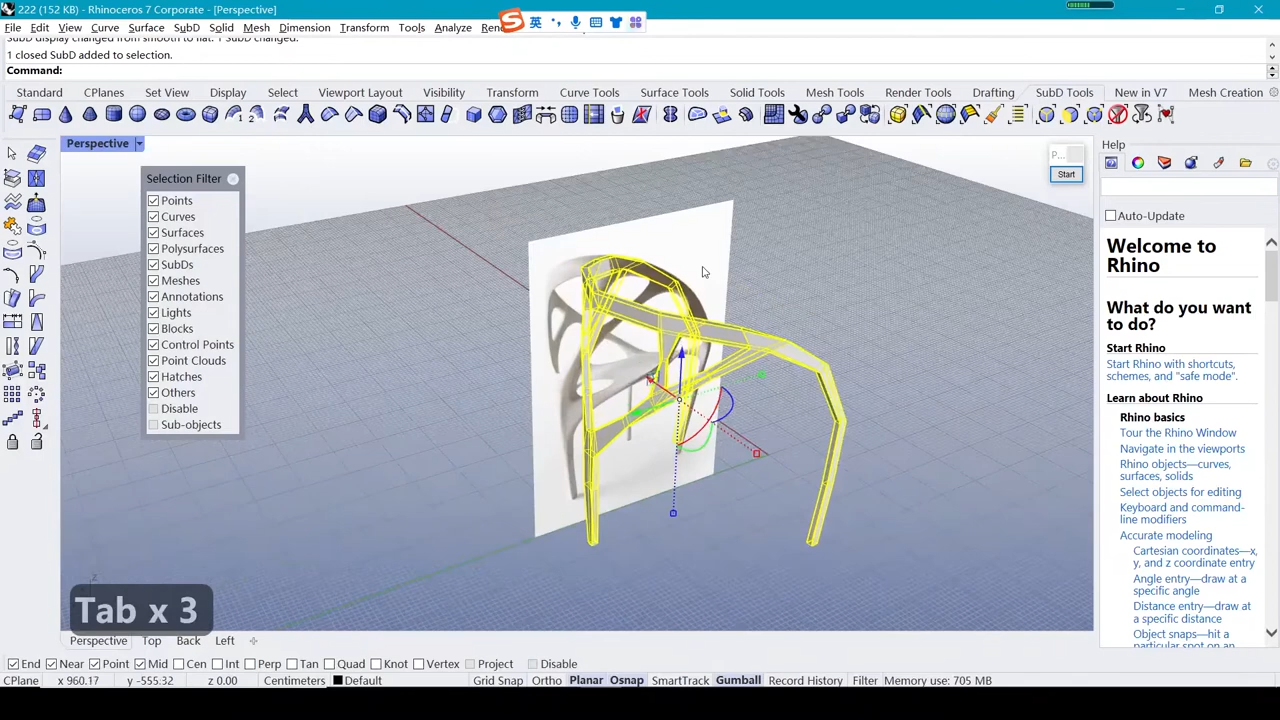 222 (152 KB) - Rhinoceros 7 Corporate - [Perspective]
File Edit View Curve Surface SubD Solid Mesh Dimension Transform Tools Analyze
英
1 closed SubD added to selection.
Command:
Standard CPlanes Set View Display Select Viewport Layout Visibility Transform Curve Tools Surface Tools Solid Tools Mesh Tools Render Tools Drafting SubD Tools New in V7 Mesh Creation
Perspective
Selection Filter
Points
Curves
Surfaces
Polysurfaces
SubDs
Meshes
Annotations
Lights
Blocks
Control Points
Point Clouds
Hatches
Others
Disable
Sub-objects
P...
Start
Help
Auto-Update
Welcome to
Rhino
What do you want
to do?
Start Rhino
Start Rhino with shortcuts,
schemes, and "safe mode".
Learn about Rhino
Rhino basics
Tour the Rhino Window
Navigate in the viewports
Rhino objects—curves,
surfaces, solids
Select objects for editing
Keyboard and command-
line modifiers
Accurate modeling
Cartesian coordinates—x,
y, and z coordinate entry
Angle entry—draw at a
specific angle
Distance entry—draw at
a specific distance
Object snaps—hit a
Tab x 3
Perspective Top Back Left
End Near Point Mid Cen Int Perp Tan Quad Knot Vertex Project Disable
CPlane x 960.17 y -555.32 z 0.00 Centimeters Default Grid Snap Ortho Planar Osnap SmartTrack Gumball Record History Filter Memory use: 705 MB